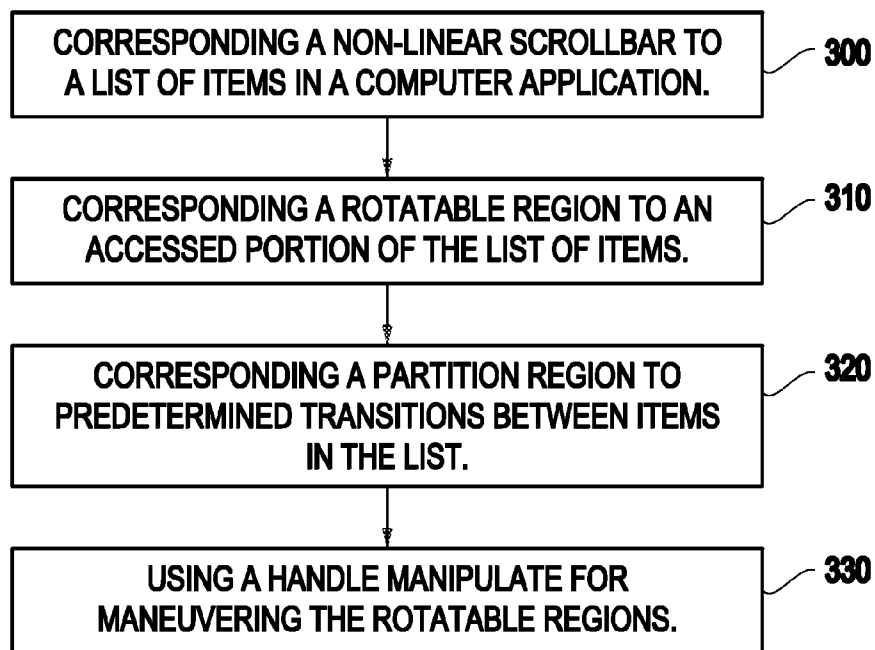 CORRESPONDING A NON-LINEAR SCROLLBAR TO
A LIST OF ITEMS IN A COMPUTER APPLICATION.
300
CORRESPONDING A ROTATABLE REGION TO AN
ACCESSED PORTION OF THE LIST OF ITEMS.
310
CORRESPONDING A PARTITION REGION TO
PREDETERMINED TRANSITIONS BETWEEN ITEMS
IN THE LIST.
320
USING A HANDLE MANIPULATE FOR
MANEUVERING THE ROTATABLE REGIONS.
330